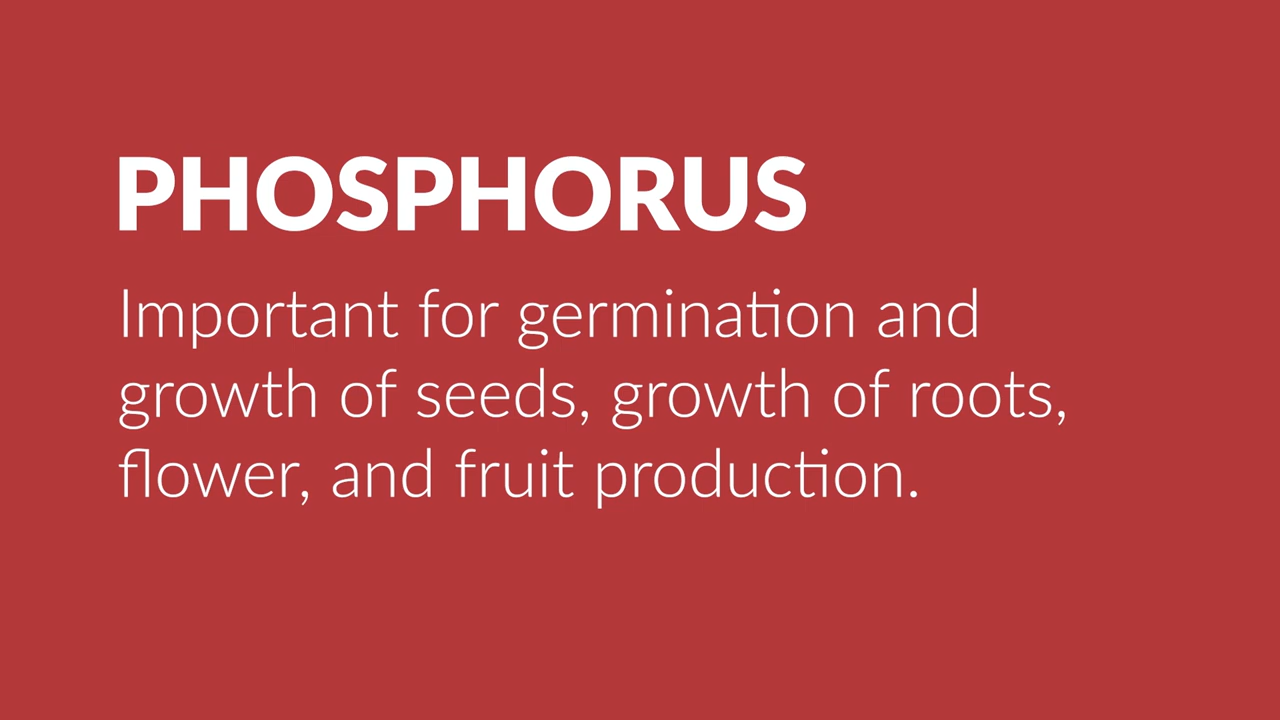 PHOSPHORUS
Important for germination and
growth of seeds, growth of roots,
flower, and fruit production.